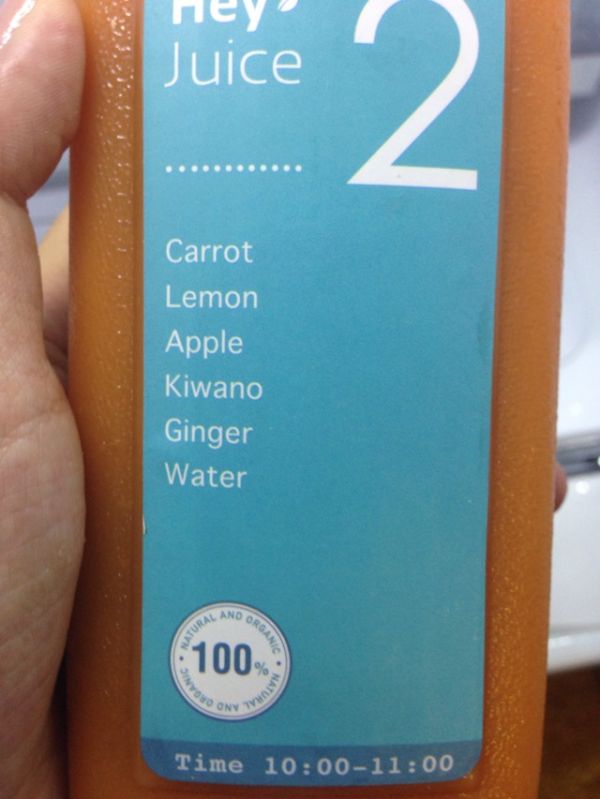 Hey
Juice
2
............
Carrot
Lemon
Apple
Kiwano
Ginger
Water
NATURAL AND ORGANIC
100%
NATURAL AND ORGANIC
Time 10:00-11:00